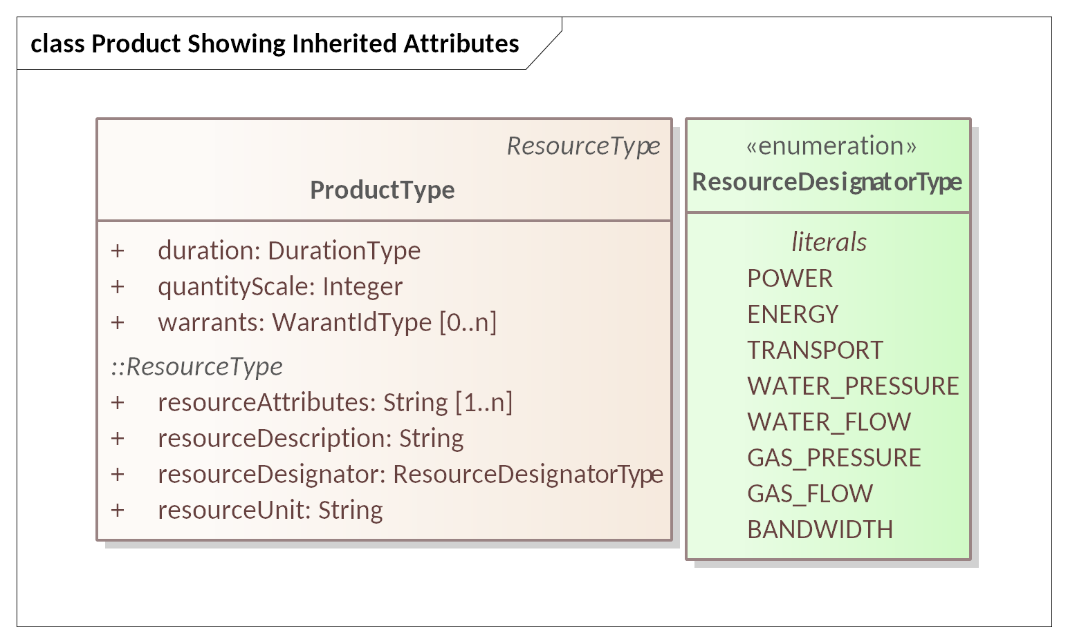 class Product Showing Inherited Attributes
ResourceType
ProductType
+ duration: DurationType
+ quantityScale: Integer
+ warrants: WarantIdType [0..n]
::ResourceType
+ resourceAttributes: String [1..n]
+ resourceDescription: String
+ resourceDesignator: ResourceDesignatorType
+ resourceUnit: String
«enumeration»
ResourceDesignatorType
literals
POWER
ENERGY
TRANSPORT
WATER_PRESSURE
WATER_FLOW
GAS_PRESSURE
GAS_FLOW
BANDWIDTH